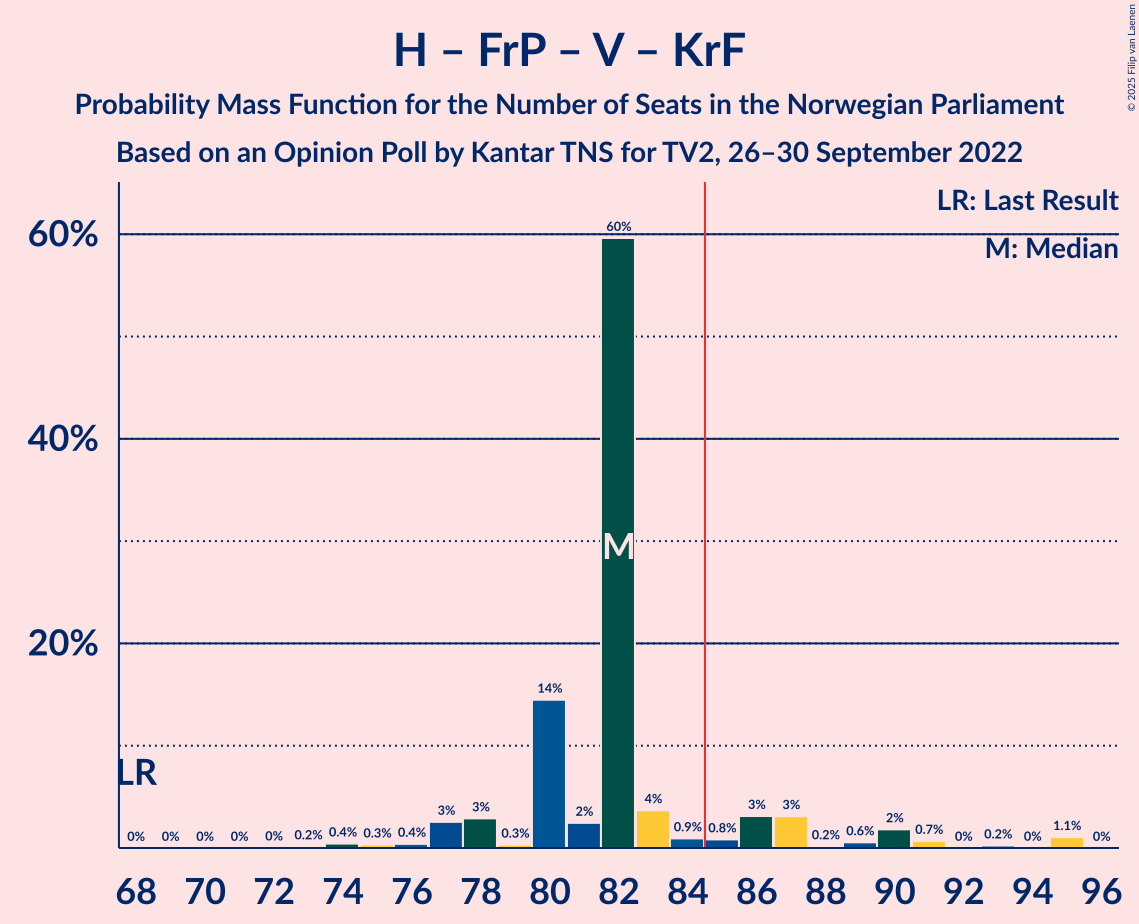 H – FrP – V – KrF
Probability Mass Function for the Number of Seats in the Norwegian Parliament
Based on an Opinion Poll by Kantar TNS for TV2, 26–30 September 2022
© 2025 Filip van Laenen
LR: Last Result
M: Median
60%
40%
20%
60%
M
14%
LR
0% 0% 0% 0% 0% 0.2% 0.4% 0.3% 0.4% 3% 3% 0.3% 2% 4% 0.9% 0.8% 3% 3% 0.2% 0.6% 2% 0.7% 0% 0.2% 0% 1.1% 0%
68 70 72 74 76 78 80 82 84 86 88 90 92 94 96